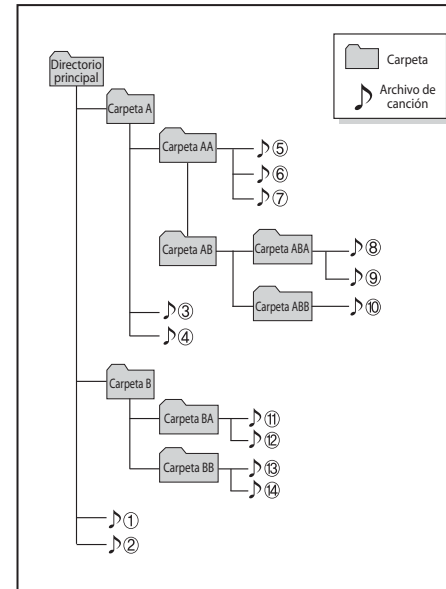 Directorio
principal
Carpeta
Archivo de
canción
Carpeta A
Carpeta AA
⑤
⑥
⑦
Carpeta AB
Carpeta ABA
⑧
⑨
Carpeta ABB
⑩
③
④
Carpeta B
Carpeta BA
⑪
⑫
Carpeta BB
⑬
⑭
①
②